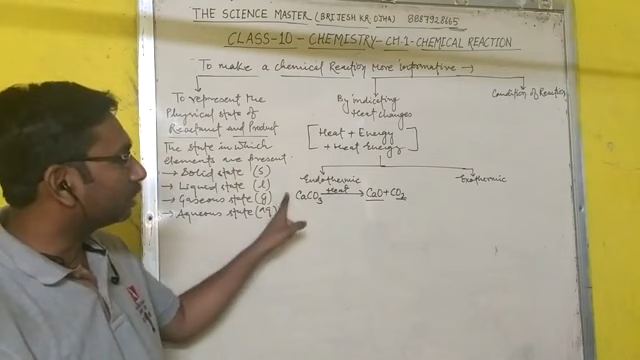 THE SCIENCE MASTER (BRIJESH KR. OJHA) 8887928665
CLASS-10 - CHEMISTRY - CH.1 - CHEMICAL REACTION
To make a Chemical Reaction More informative →
To represent the
Physical state of
Reactant and Product
The state in which
elements are present.
→ Solid state (s)
→ Liquid state (l)
→ Gaseous state (g)
→ Aqueous state (aq)
By indicating
Heat changes
[Heat + Energy
+ Heat Energy]
Endothermic
CaCO3 Heat → CaO + CO2
Exothermic
Condition of Reaction